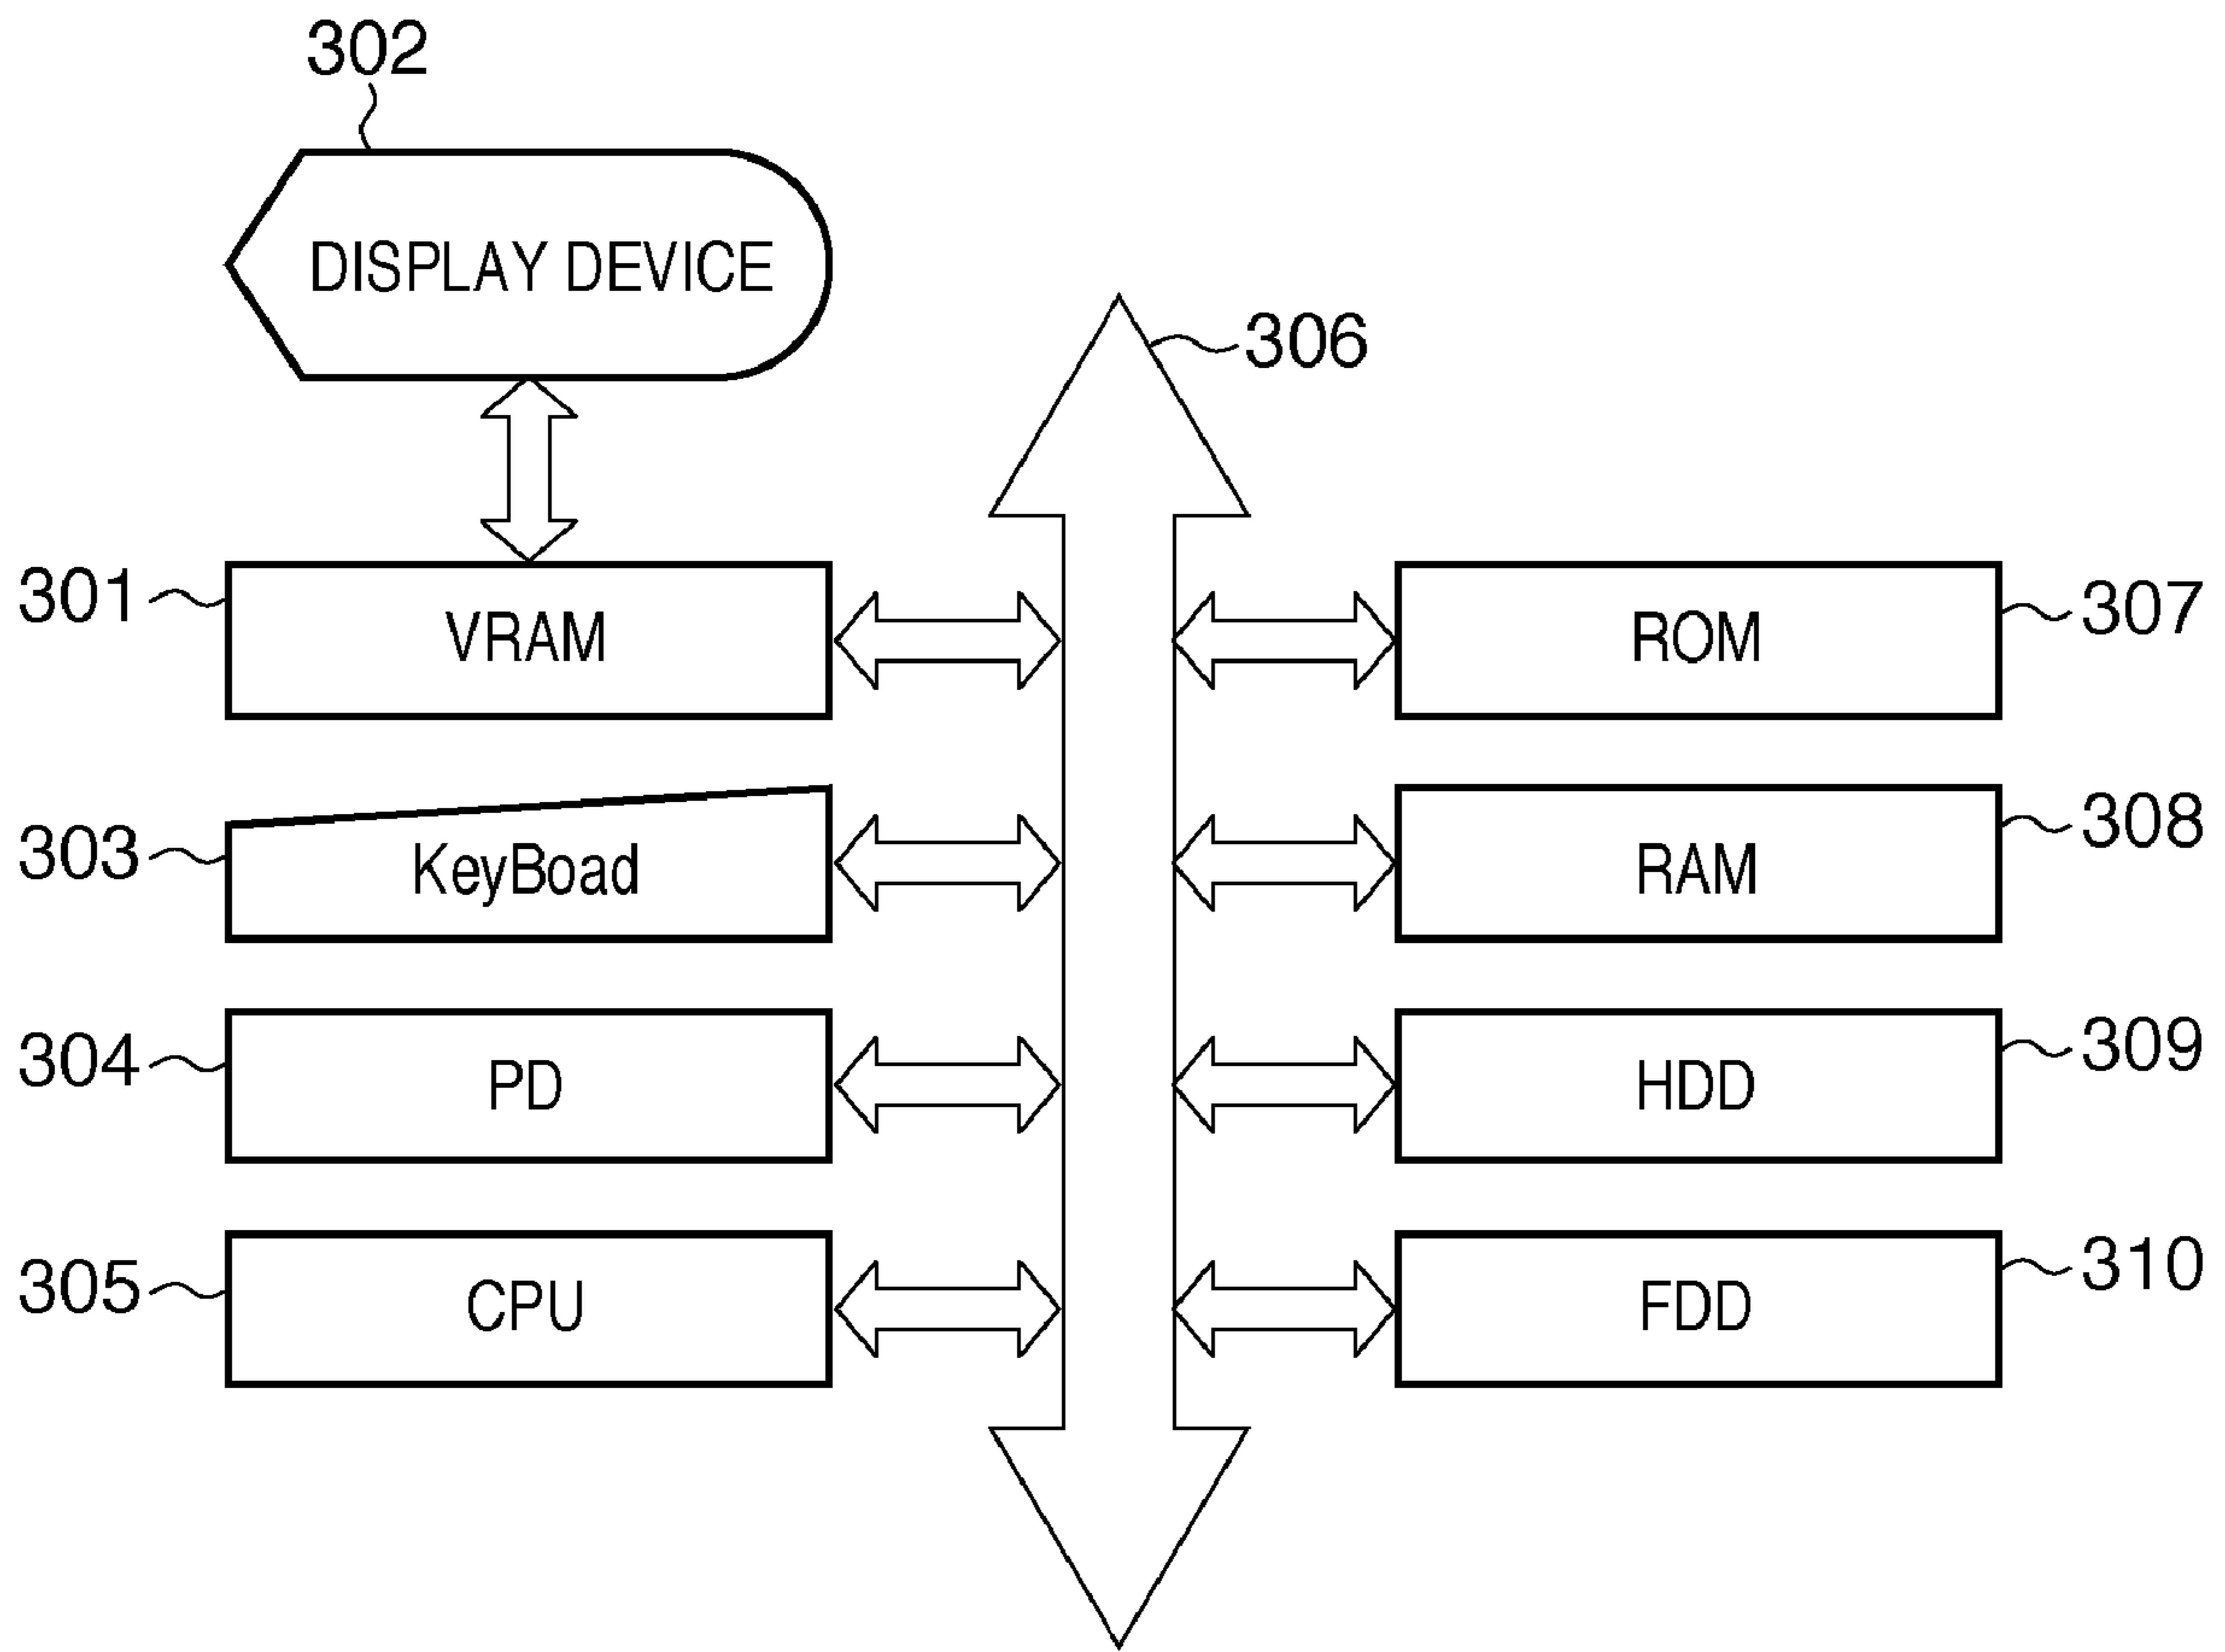 302
DISPLAY DEVICE
306
301
VRAM
ROM
307
303
KeyBoad
RAM
308
304
PD
HDD
309
305
CPU
FDD
310